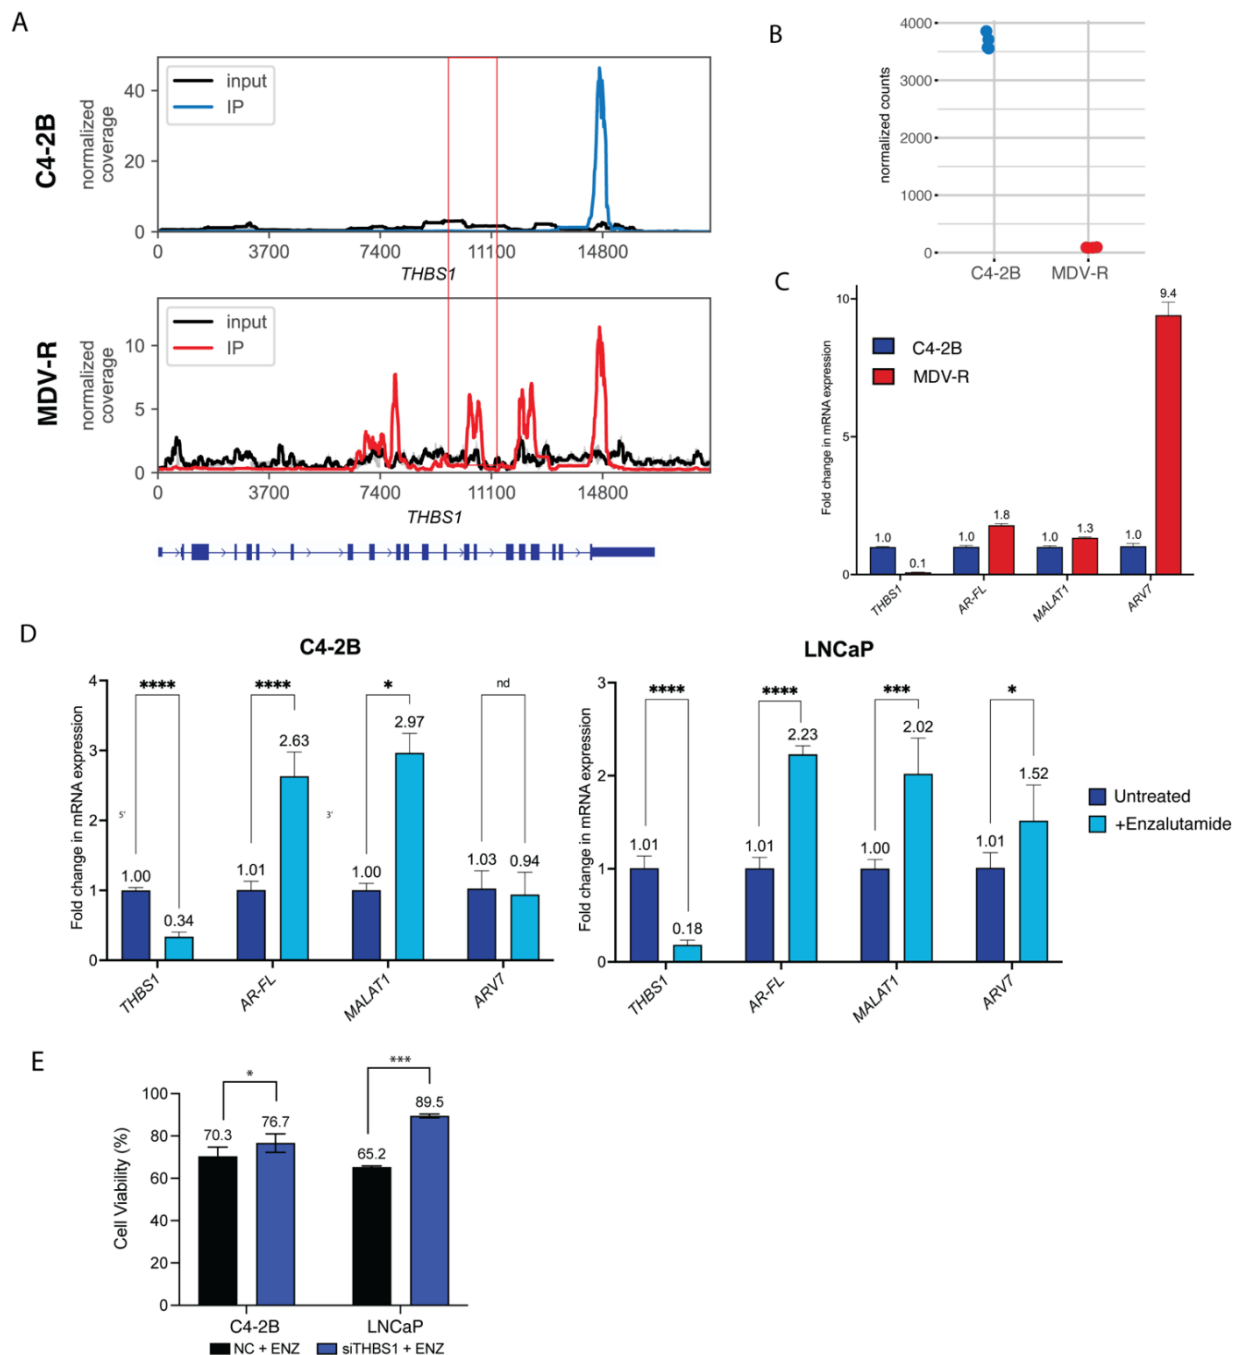 A
C4-2B
normalized
coverage
input
IP
40
20
0
0 3700 7400 11100 14800
THBS1
MDV-R
normalized
coverage
input
IP
10
5
0
0 3700 7400 11100 14800
THBS1
B
normalized counts
4000
3000
2000
1000
0
C4-2B MDV-R
C
Fold change in mRNA expression
10
5
0
C4-2B
MDV-R
1.0 0.1 1.0 1.8 1.0 1.3 1.0 9.4
THBS1 AR-FL MALAT1 ARV7
D
C4-2B
Fold change in mRNA expression
4
3
2
1
0
**** **** * nd
5' 3'
1.00 0.34 1.01 2.63 1.00 2.97 1.03 0.94
THBS1 AR-FL MALAT1 ARV7
LNCaP
Fold change in mRNA expression
3
2
1
0
**** **** *** *
1.01 0.18 1.01 2.23 1.00 2.02 1.01 1.52
THBS1 AR-FL MALAT1 ARV7
Untreated
+Enzalutamide
E
Cell Viability (%)
100
80
60
40
20
0
* ***
70.3 76.7 65.2 89.5
C4-2B LNCaP
NC + ENZ siTHBS1 + ENZ